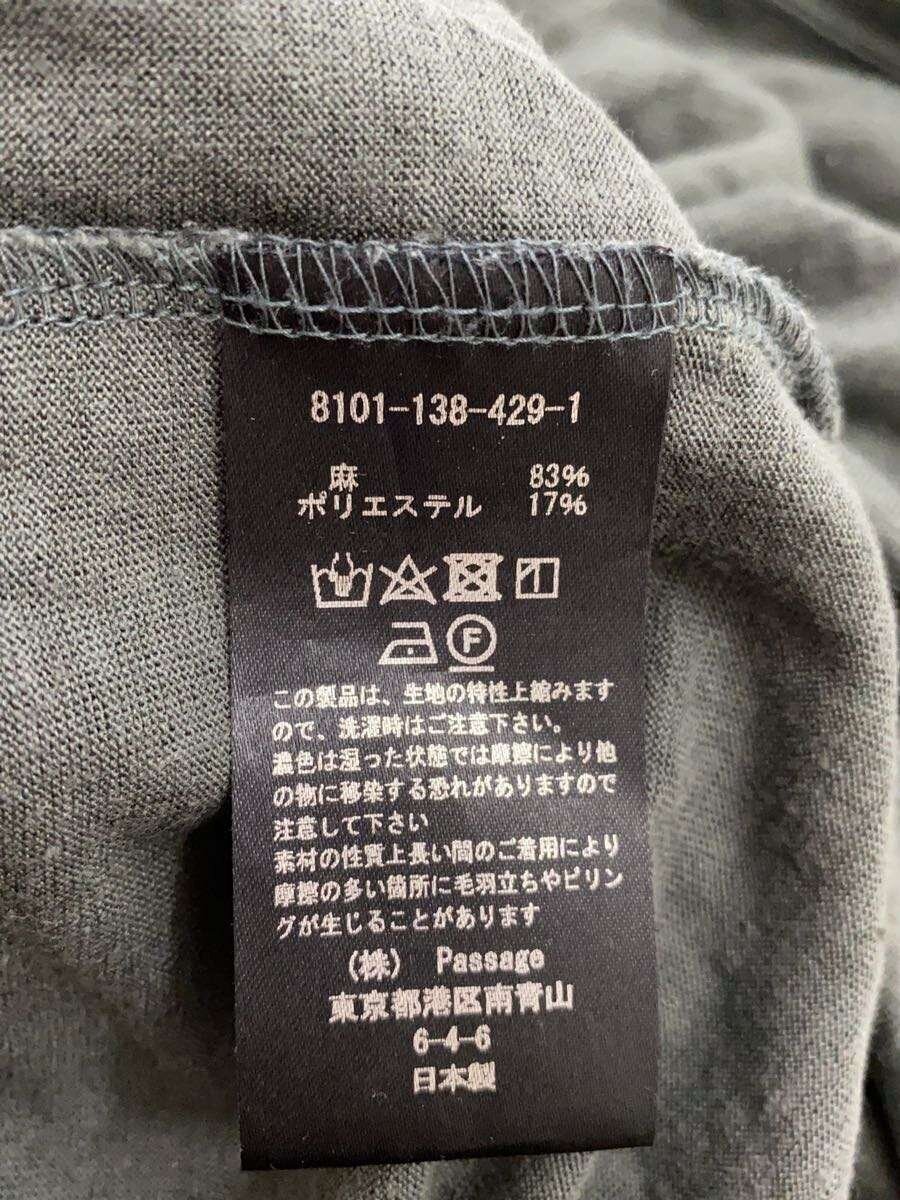 8101-138-429-1
麻 83%
ポリエステル 17%
F
この製品は、生地の特性上縮みます
ので、洗濯時はご注意下さい。
濃色は湿った状態では摩擦により他
の物に移染する恐れがありますので
注意して下さい
素材の性質上長い間のご着用により
摩擦の多い箇所に毛羽立ちやピリン
グが生じることがあります
(株) Passage
東京都港区南青山
6-4-6
日本製